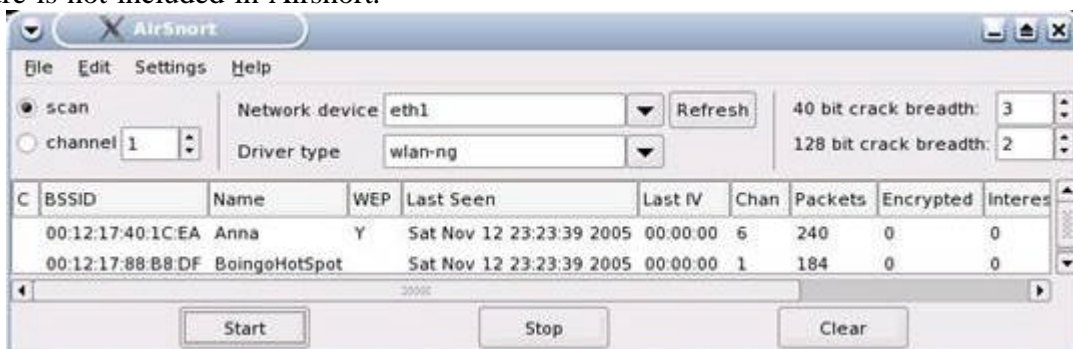 re is not included in Airsnort.
AirSnort
File Edit Settings Help
scan
channel 1
Network device eth1 Refresh
Driver type wlan-ng
40 bit crack breadth: 3
128 bit crack breadth: 2
C BSSID Name WEP Last Seen Last IV Chan Packets Encrypted Interes
00:12:17:40:1C:EA Anna Y Sat Nov 12 23:23:39 2005 00:00:00 6 240 0 0
00:12:17:88:B8:DF BoingoHotSpot Sat Nov 12 23:23:39 2005 00:00:00 1 184 0 0
Start Stop Clear